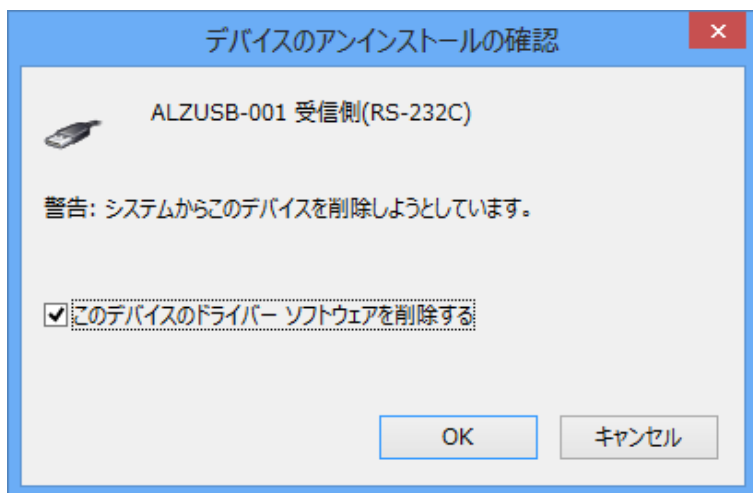 デバイスのアンインストールの確認
ALZUSB-001 受信側(RS-232C)
警告: システムからこのデバイスを削除しようとしています。
このデバイスのドライバー ソフトウェアを削除する
OK
キャンセル